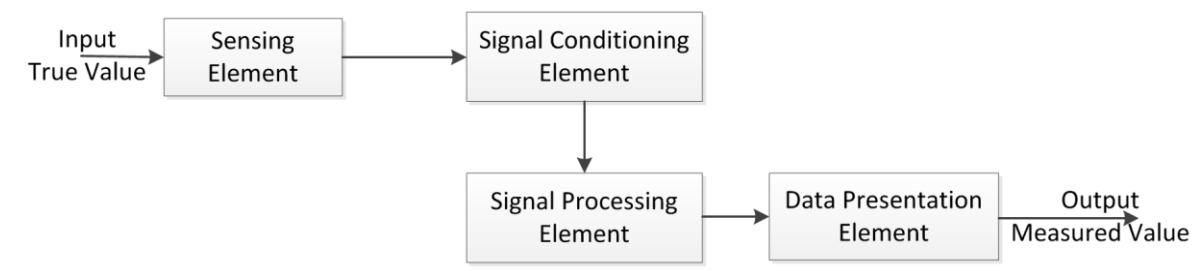 Input
True Value
Sensing
Element
Signal Conditioning
Element
Signal Processing
Element
Data Presentation
Element
Output
Measured Value